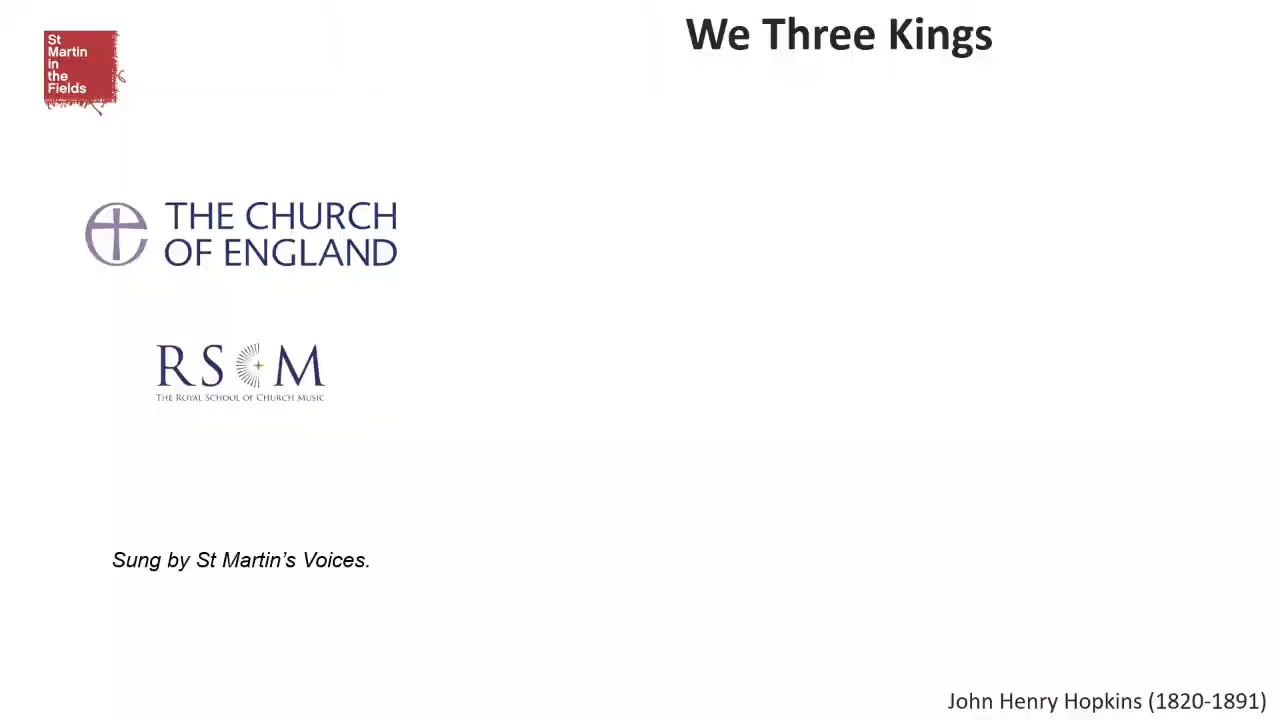 St
Martin
in
the
Fields
We Three Kings
THE CHURCH
OF ENGLAND
RSCM
THE ROYAL SCHOOL OF CHURCH MUSIC
Sung by St Martin's Voices.
John Henry Hopkins (1820-1891)